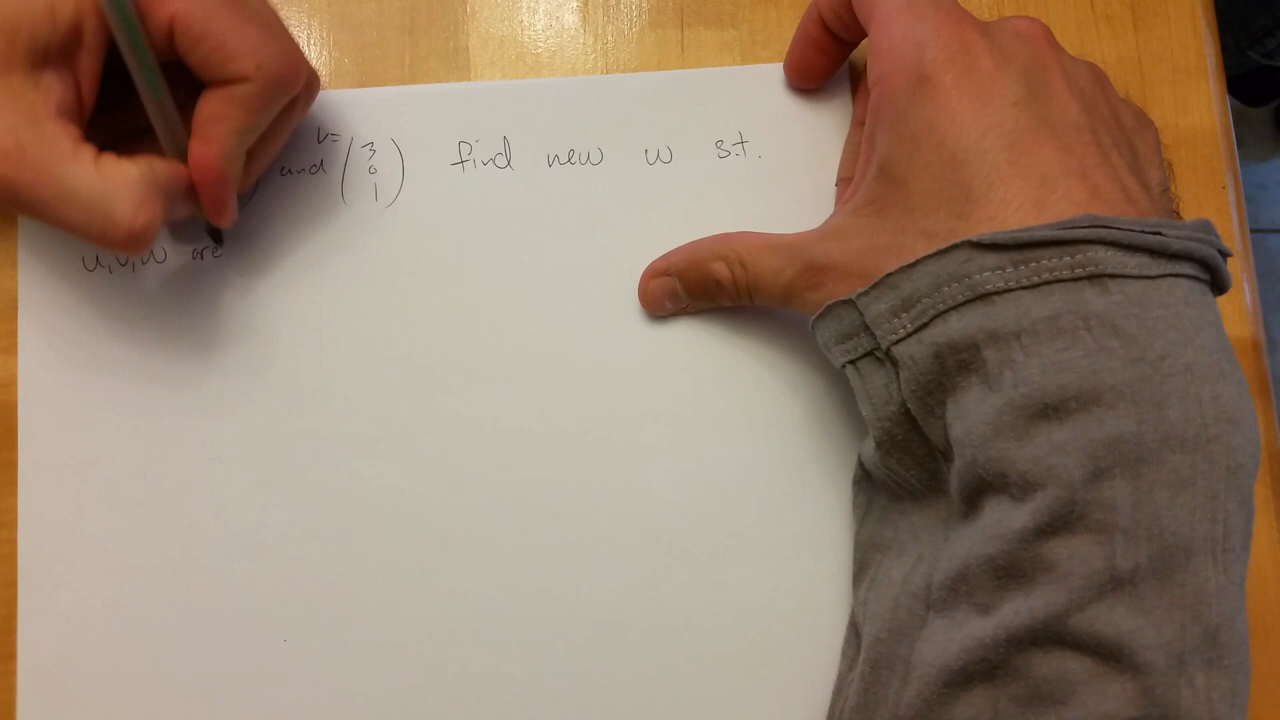 and v= (3 0 1) find new w s.t.
u,v,w are